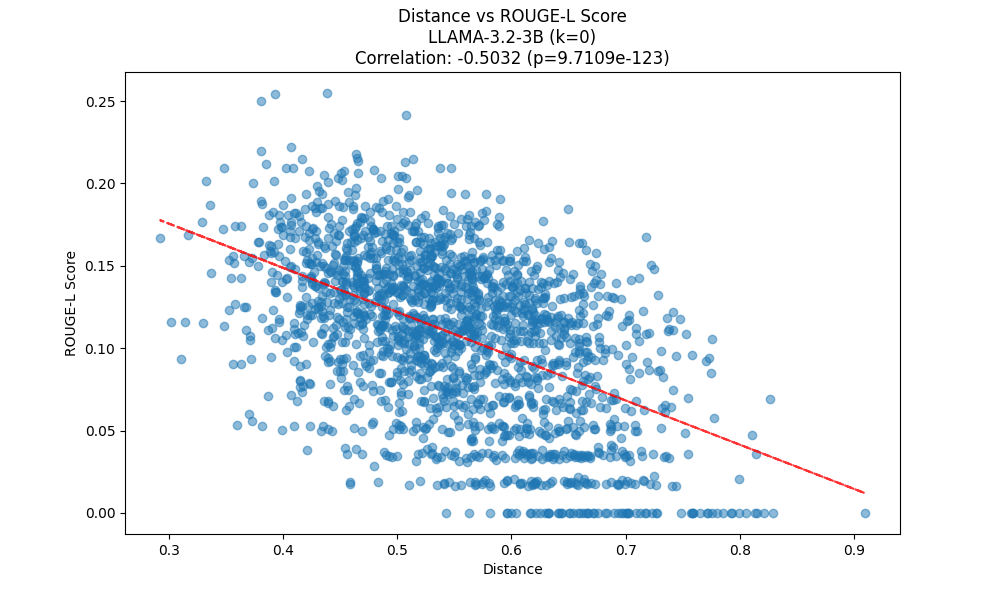 Distance vs ROUGE-L Score
LLAMA-3.2-3B (k=0)
Correlation: -0.5032 (p=9.7109e-123)
ROUGE-L Score
0.25
0.20
0.15
0.10
0.05
0.00
0.3 0.4 0.5 0.6 0.7 0.8 0.9
Distance